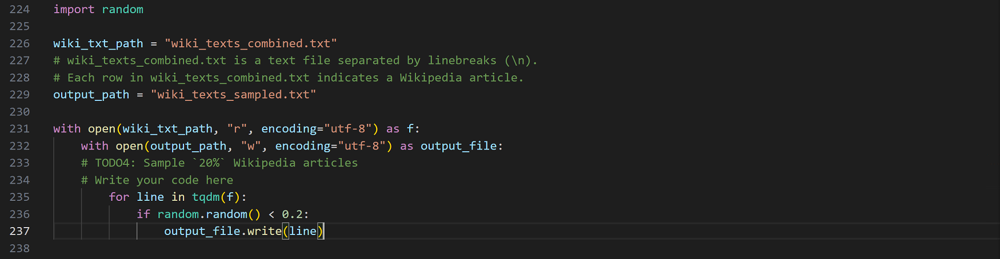 224 import random
225
226 wiki_txt_path = "wiki_texts_combined.txt"
227 # wiki_texts_combined.txt is a text file separated by linebreaks (\n).
228 # Each row in wiki_texts_combined.txt indicates a Wikipedia article.
229 output_path = "wiki_texts_sampled.txt"
230
231 with open(wiki_txt_path, "r", encoding="utf-8") as f:
232     with open(output_path, "w", encoding="utf-8") as output_file:
233     # TODO4: Sample `20%` Wikipedia articles
234     # Write your code here
235         for line in tqdm(f):
236             if random.random() < 0.2:
237                 output_file.write(line)
238